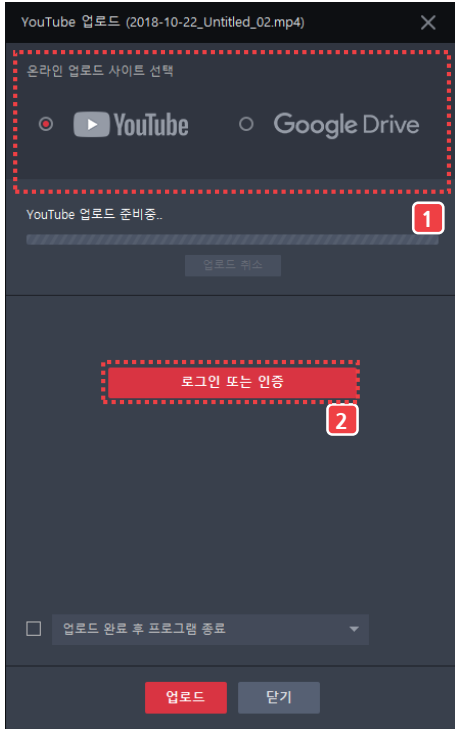 YouTube 업로드 (2018-10-22_Untitled_02.mp4)
온라인 업로드 사이트 선택
YouTube Google Drive
YouTube 업로드 준비중..
1
업로드 취소
로그인 또는 인증
2
업로드 완료 후 프로그램 종료
업로드 닫기